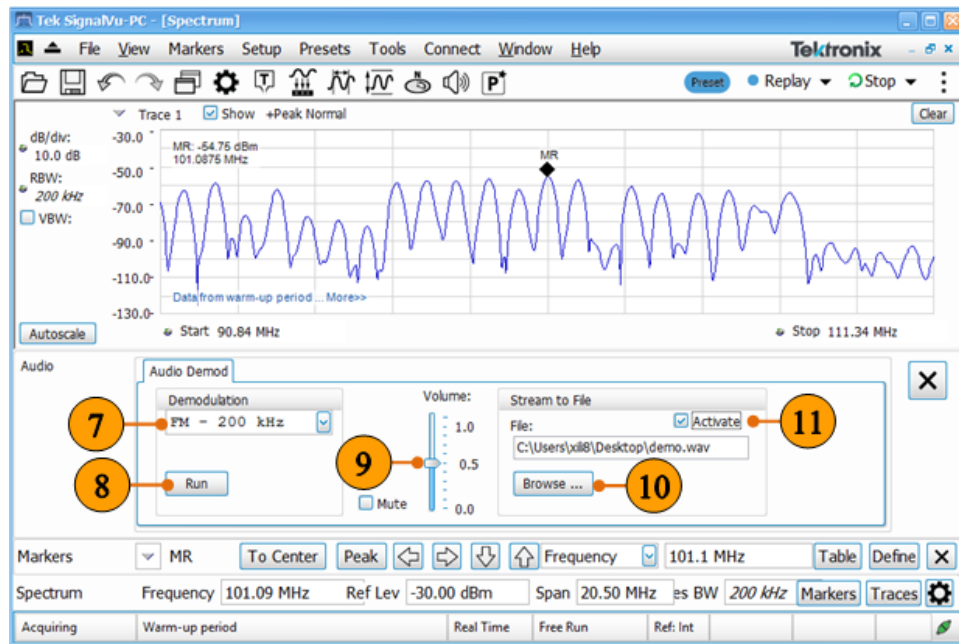 Tek SignalVu-PC - [Spectrum]
File View Markers Setup Presets Tools Connect Window Help Tektronix
T N P Preset Replay Stop
Trace 1 Show +Peak Normal Clear
dB/div:
10.0 dB
RBW:
200 kHz
VBW:
-30.0
-50.0
-70.0
-90.0
-110.0
-130.0
MR: -54.75 dBm
101.0875 MHz
MR
Data from warm-up period ... More>>
Autoscale Start 90.84 MHz Stop 111.34 MHz
Audio
Audio Demod
Demodulation
FM - 200 kHz
Run
Volume:
1.0
0.5
0.0
Mute
Stream to File
File: Activate
C:\Users\xili8\Desktop\demo.wav
Browse ...
7
8
9
10
11
Markers MR To Center Peak Frequency 101.1 MHz Table Define
Spectrum Frequency 101.09 MHz Ref Lev -30.00 dBm Span 20.50 MHz es BW 200 kHz Markers Traces
Acquiring Warm-up period Real Time Free Run Ref: Int